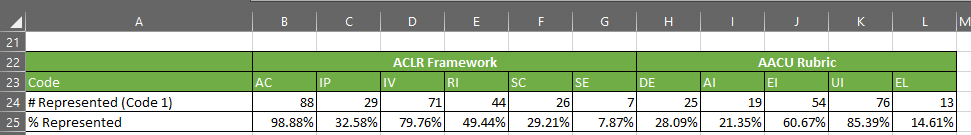 A B C D E F G H I J K L M
21
22 ACLR Framework AACU Rubric
23 Code AC IP IV RI SC SE DE AI EI UI EL
24 # Represented (Code 1) 88 29 71 44 26 7 25 19 54 76 13
25 % Represented 98.88% 32.58% 79.76% 49.44% 29.21% 7.87% 28.09% 21.35% 60.67% 85.39% 14.61%